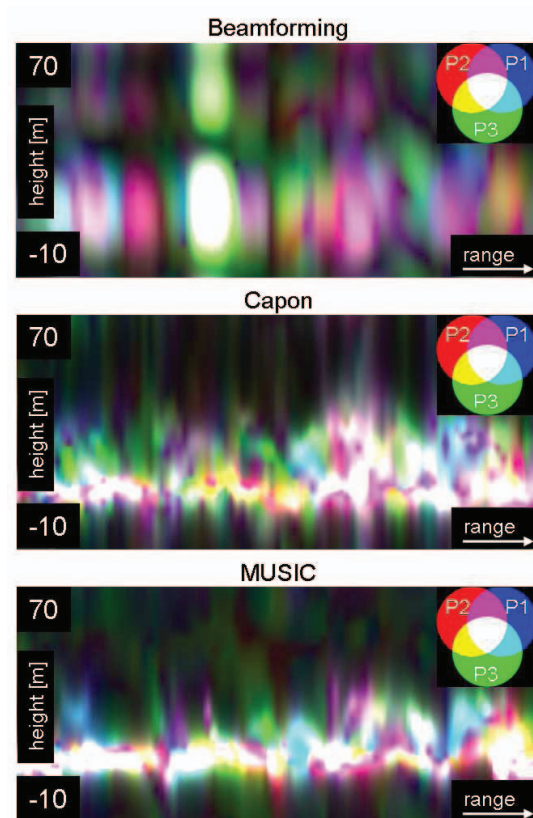 Beamforming
70
P2 P1
P3
height [m]
-10
range
Capon
70
P2 P1
P3
height [m]
-10
range
MUSIC
70
P2 P1
P3
height [m]
-10
range